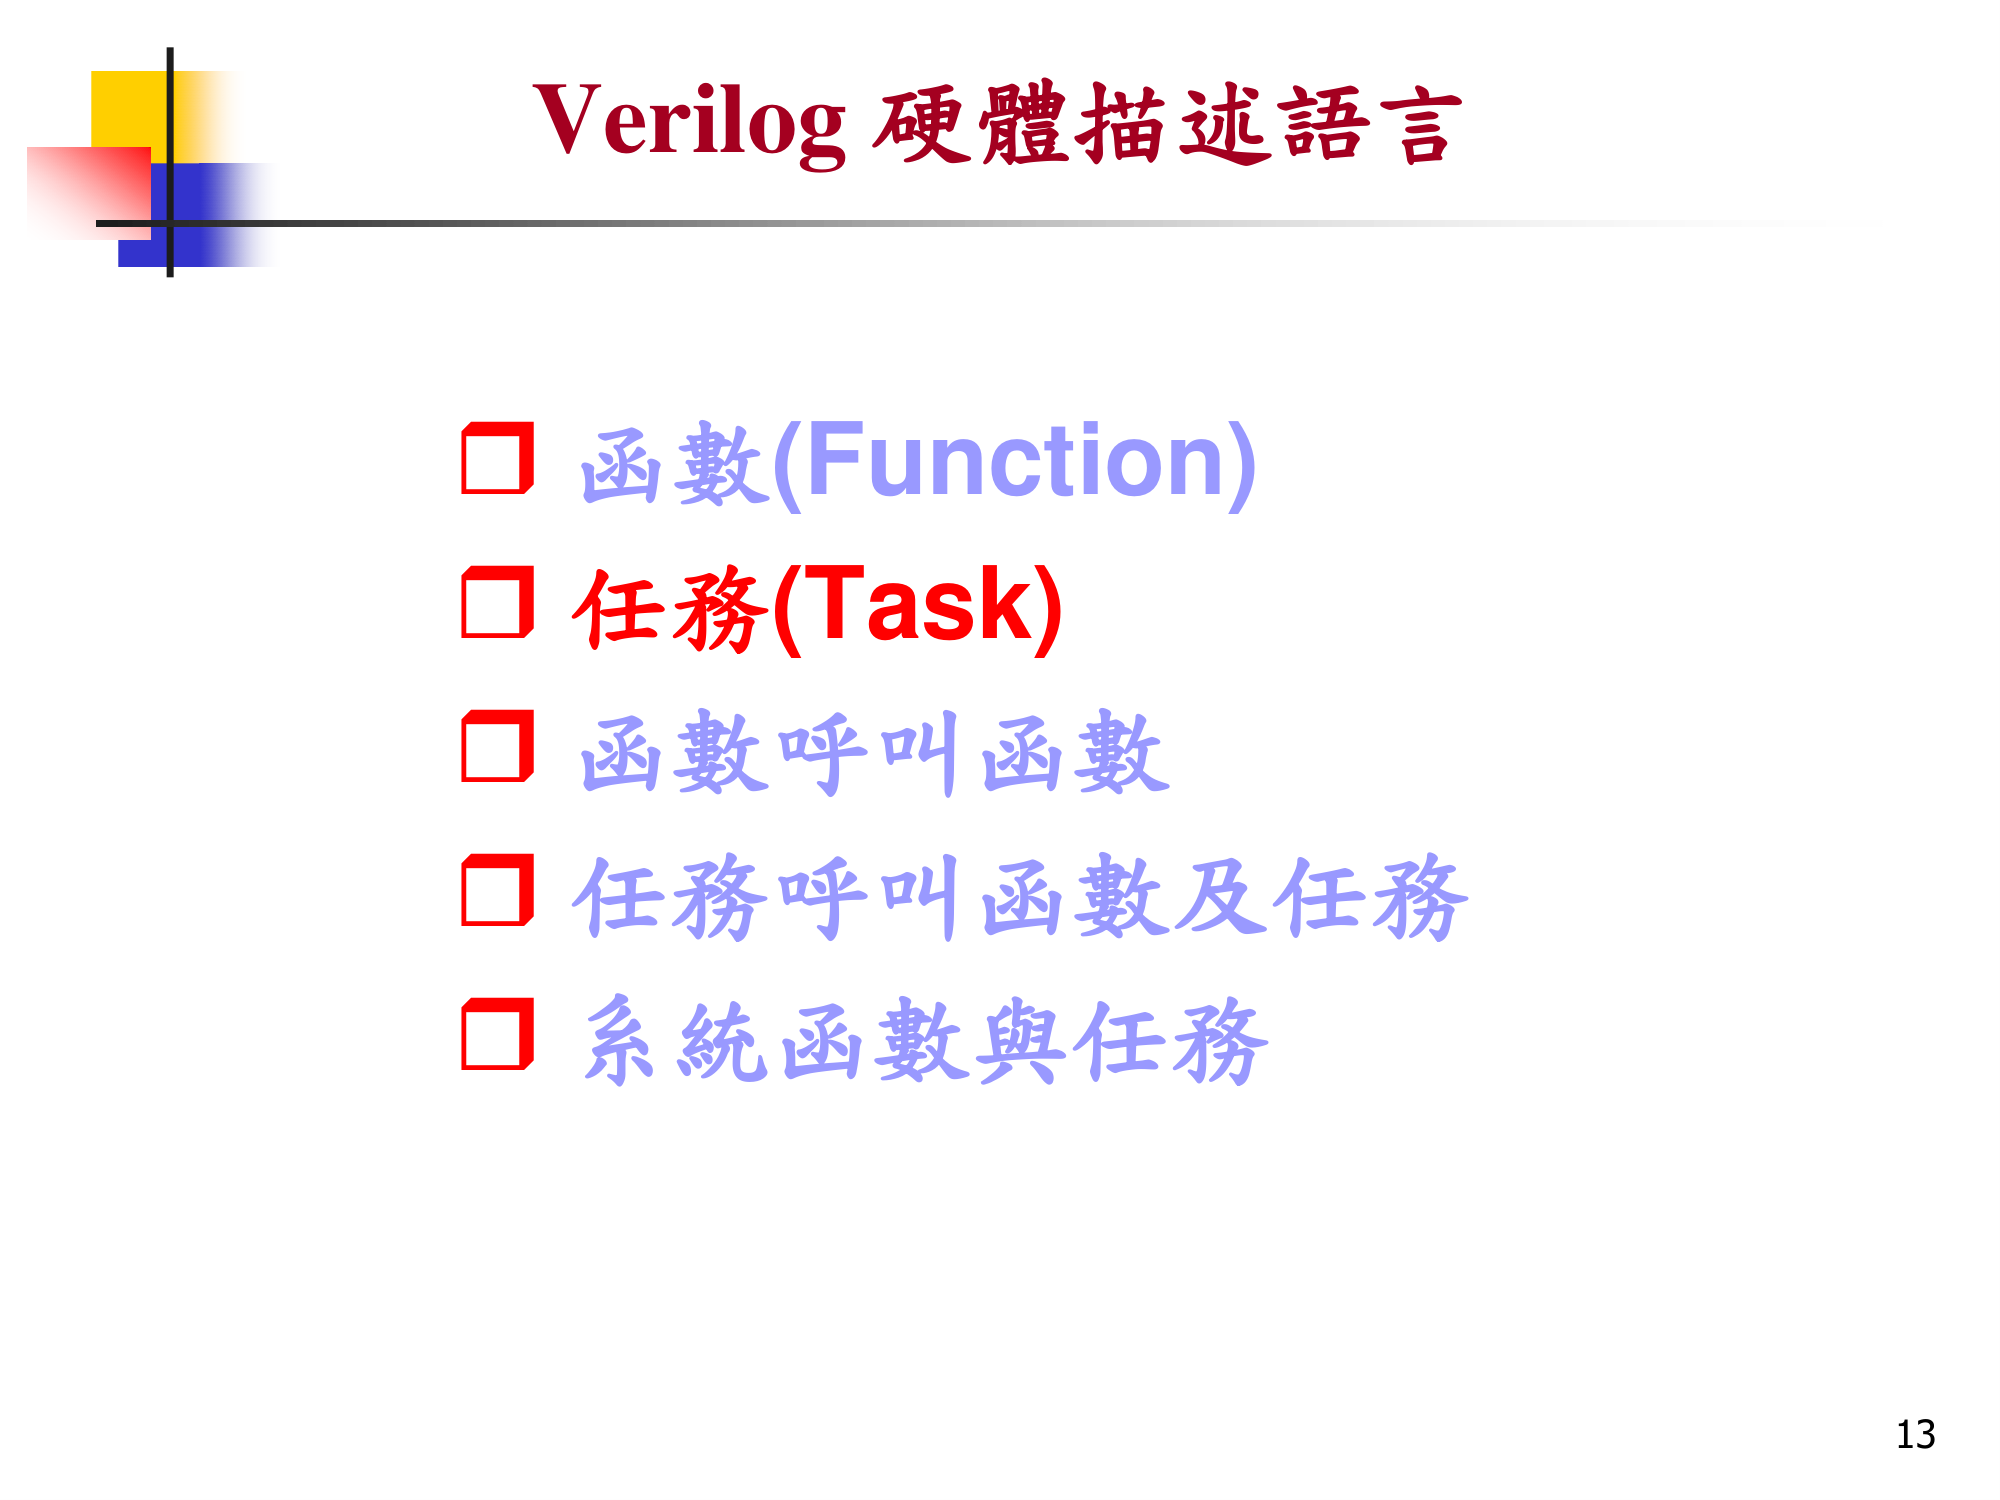 Verilog 硬體描述語言
函數(Function)
任務(Task)
函數呼叫函數
任務呼叫函數及任務
系統函數與任務
13